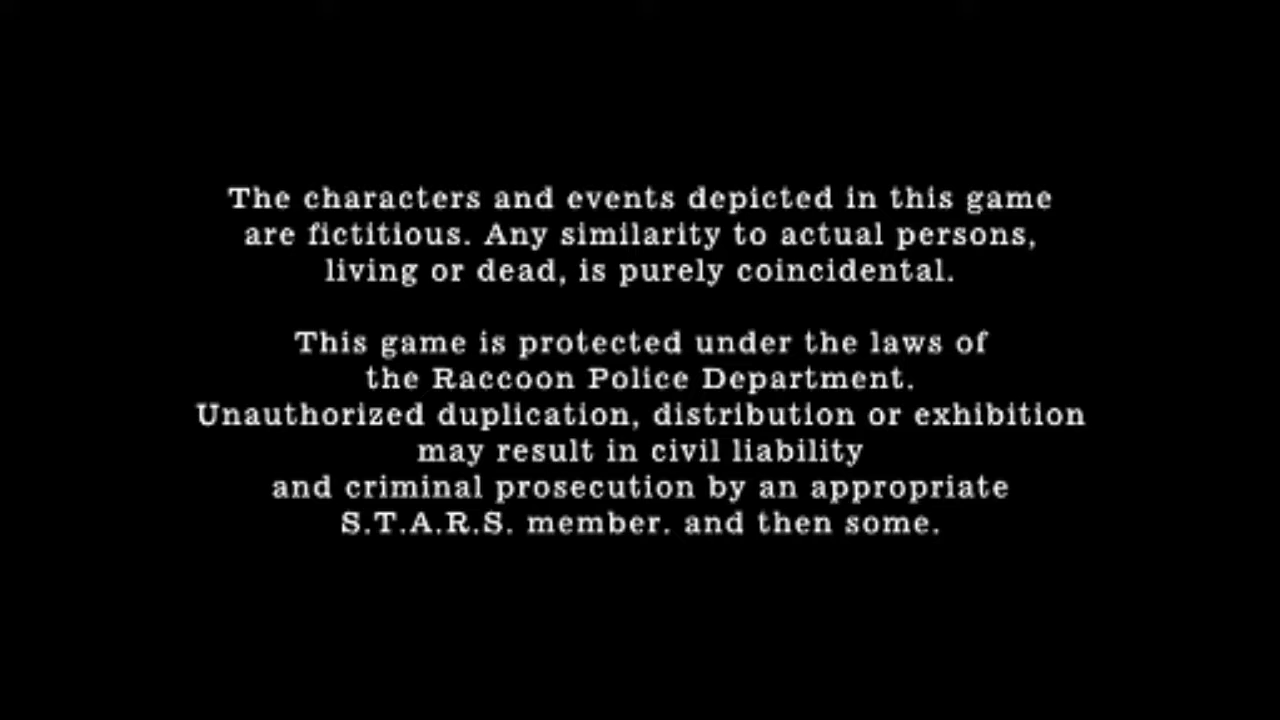 The characters and events depicted in this game
are fictitious. Any similarity to actual persons,
living or dead, is purely coincidental.
This game is protected under the laws of
the Raccoon Police Department.
Unauthorized duplication, distribution or exhibition
may result in civil liability
and criminal prosecution by an appropriate
S.T.A.R.S. member. and then some.